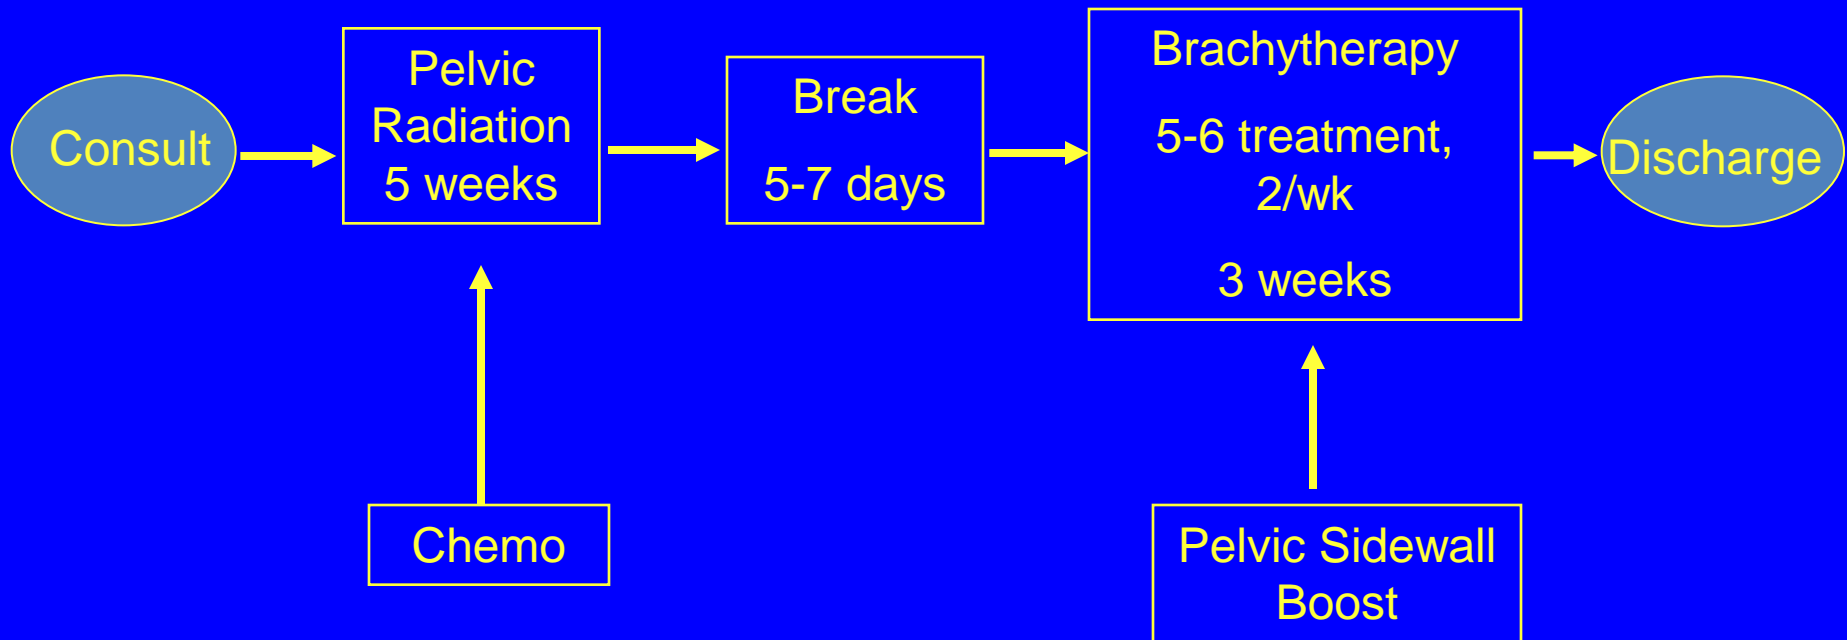 Consult
Pelvic
Radiation
5 weeks
Break
5-7 days
Brachytherapy
5-6 treatment,
2/wk
3 weeks
Discharge
Chemo
Pelvic Sidewall
Boost